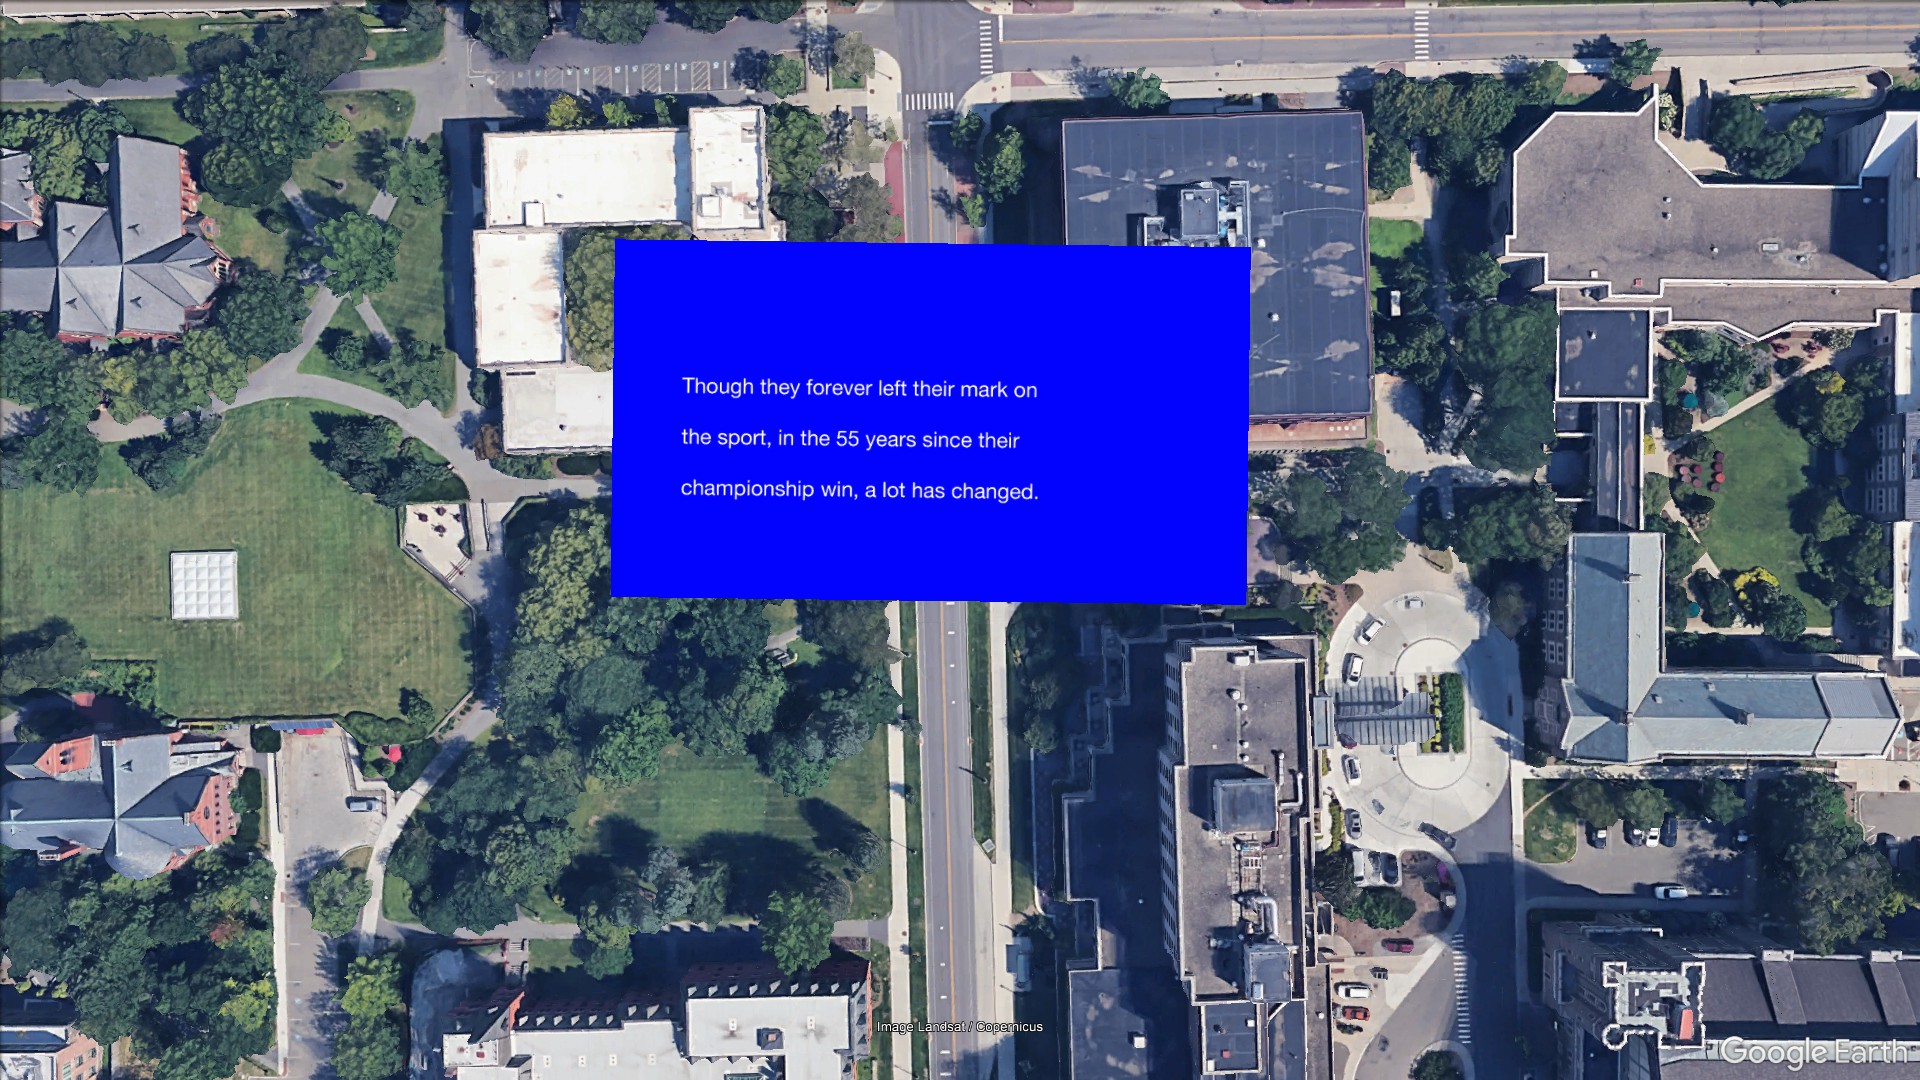 Though they forever left their mark on
the sport, in the 55 years since their
championship win, a lot has changed.
Image Landsat / Copernicus
Google Earth